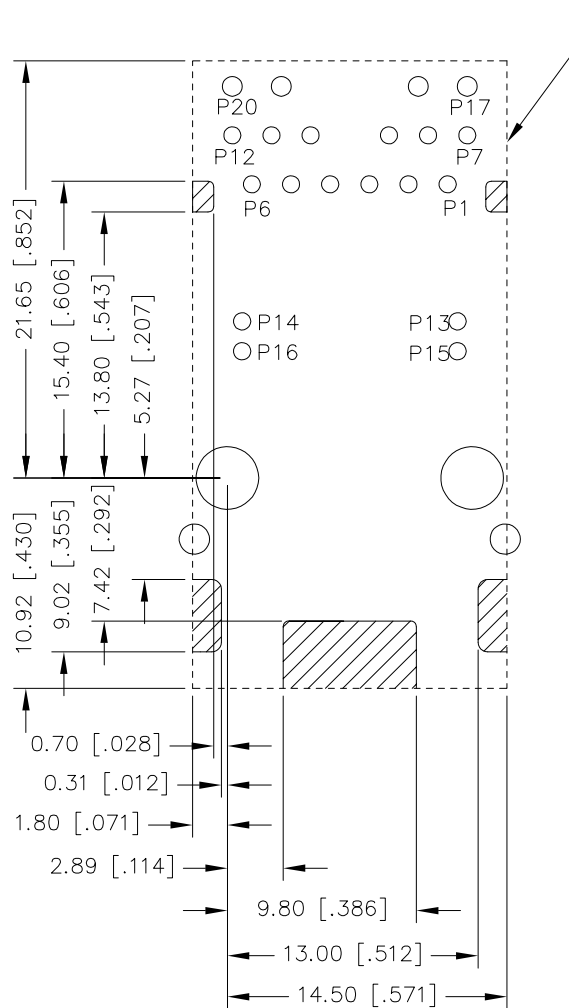 P20
P17
P12
P7
P6
P1
21.65 [.852]
15.40 [.606]
13.80 [.543]
5.27 [.207]
P14
P13
P16
P15
10.92 [.430]
9.02 [.355]
7.42 [.292]
0.70 [.028]
0.31 [.012]
1.80 [.071]
2.89 [.114]
9.80 [.386]
13.00 [.512]
14.50 [.571]